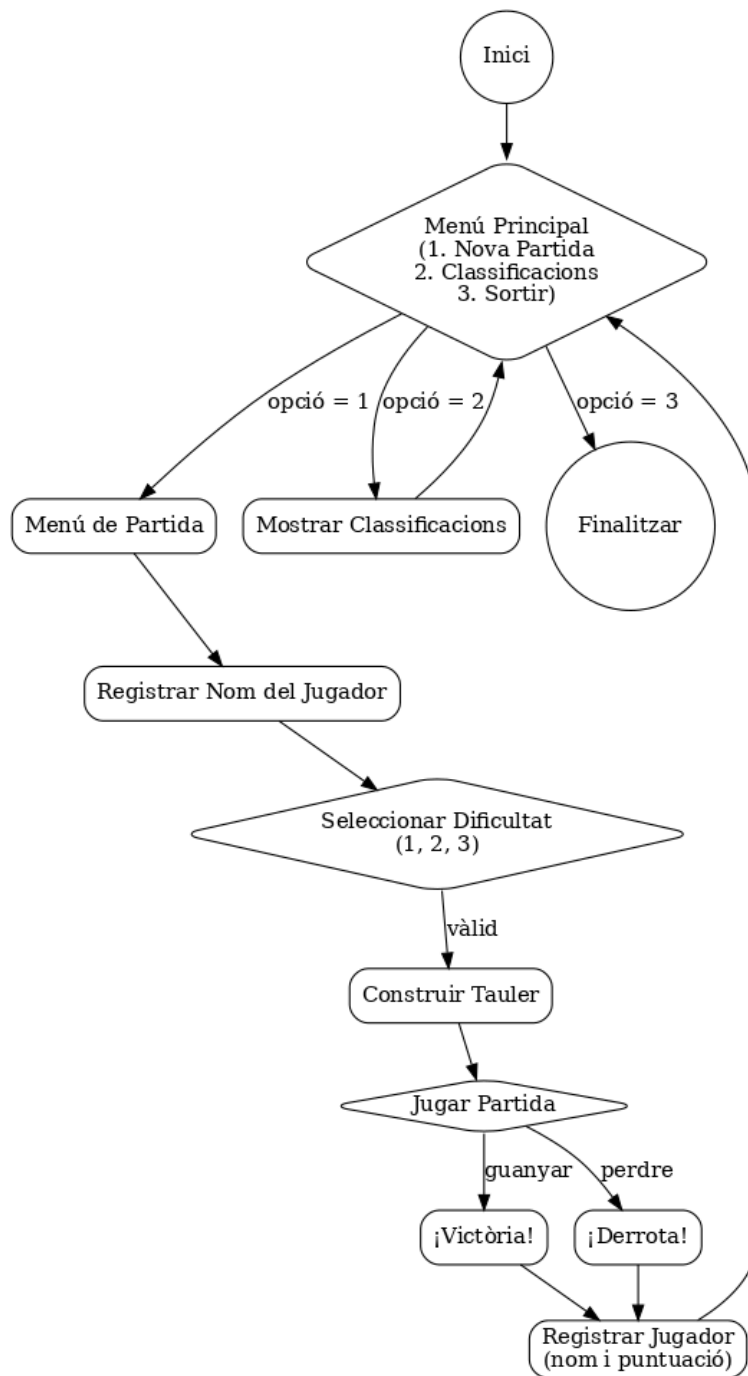 Inici
Menú Principal
(1. Nova Partida
2. Classificacions
3. Sortir)
opció = 1
opció = 2
opció = 3
Menú de Partida
Mostrar Classificacions
Finalitzar
Registrar Nom del Jugador
Seleccionar Dificultat
(1, 2, 3)
vàlid
Construir Tauler
Jugar Partida
guanyar
perdre
¡Victòria!
¡Derrota!
Registrar Jugador
(nom i puntuació)